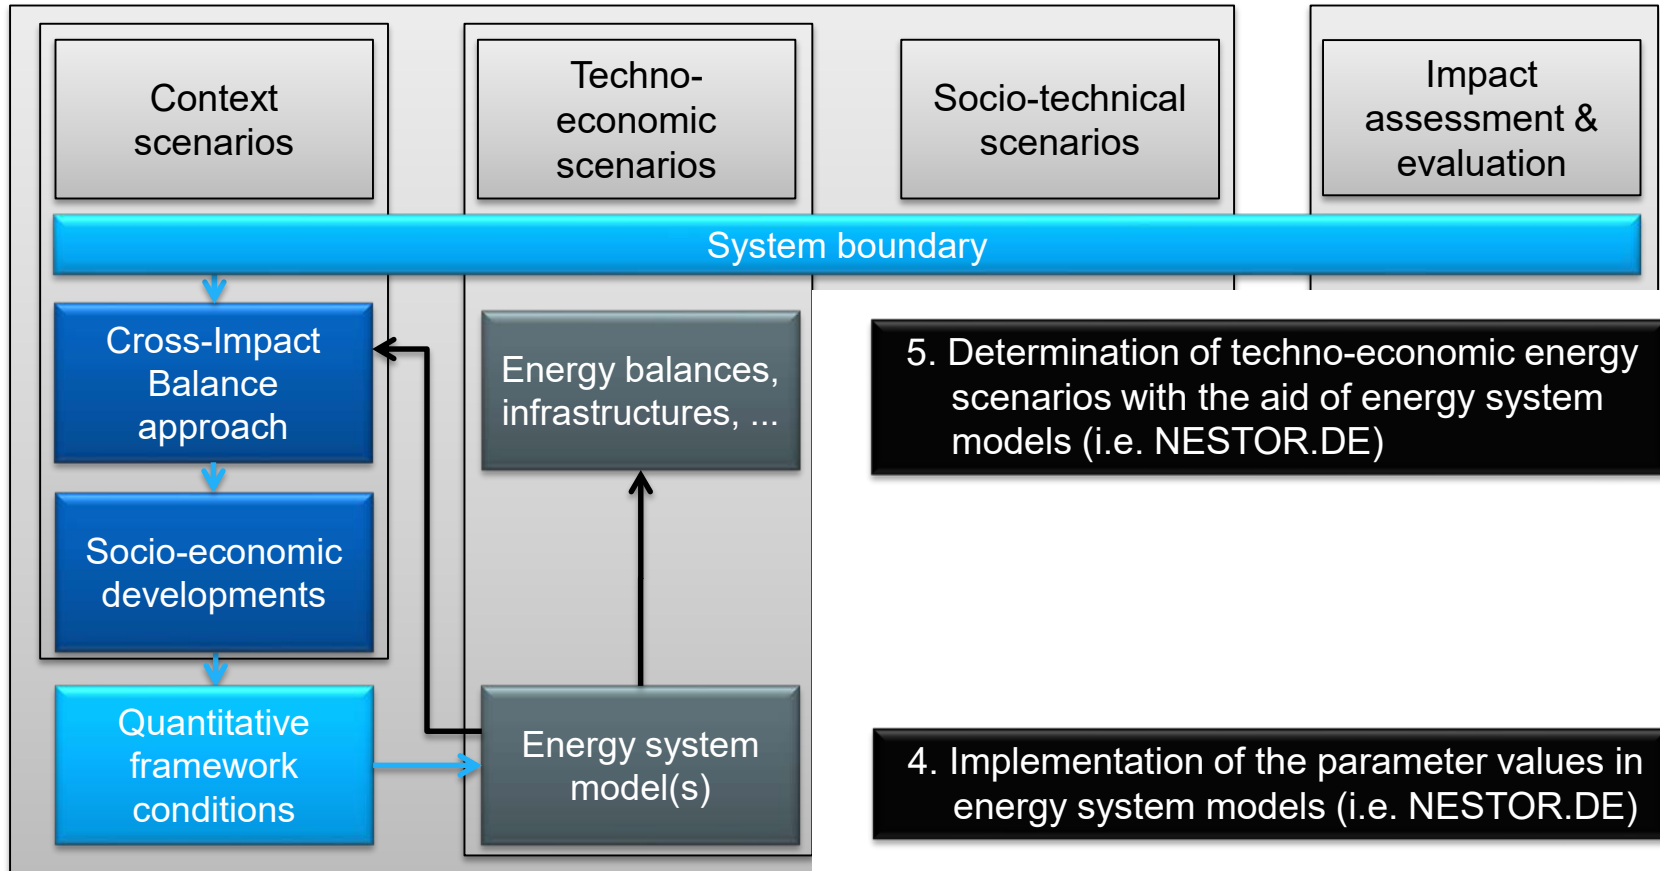 Context
scenarios
Techno-
economic
scenarios
Socio-technical
scenarios
Impact
assessment &
evaluation
System boundary
Cross-Impact
Balance
approach
Energy balances,
infrastructures, ...
5. Determination of techno-economic energy
scenarios with the aid of energy system
models (i.e. NESTOR.DE)
Socio-economic
developments
Quantitative
framework
conditions
Energy system
model(s)
4. Implementation of the parameter values in
energy system models (i.e. NESTOR.DE)